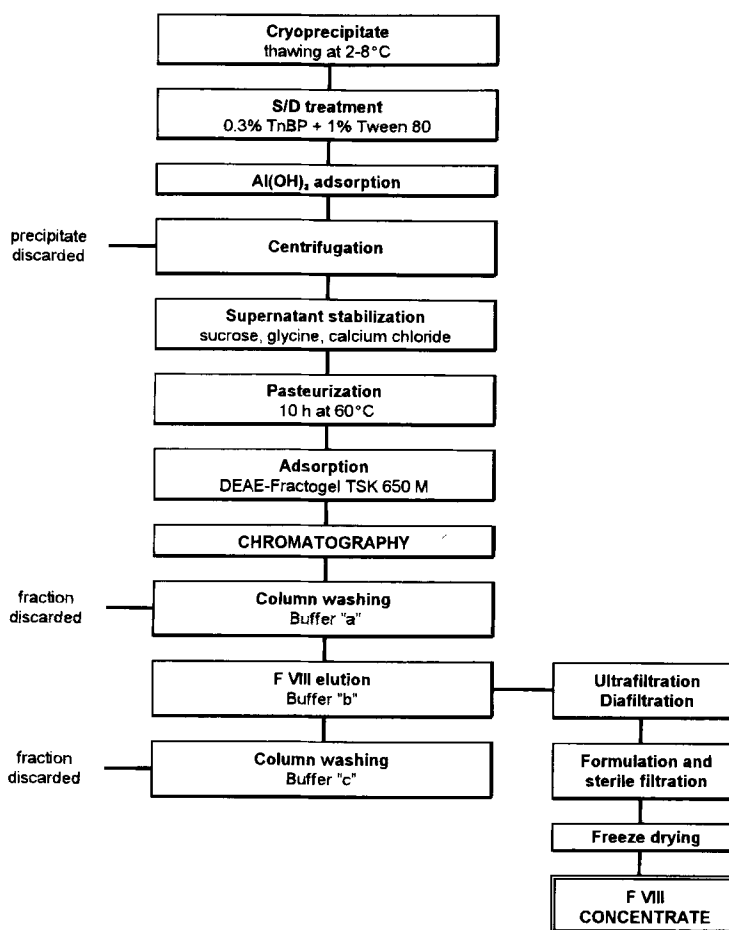 Cryoprecipitate
thawing at 2-8°C
S/D treatment
0.3% TnBP + 1% Tween 80
Al(OH)₃ adsorption
precipitate
discarded
Centrifugation
Supernatant stabilization
sucrose, glycine, calcium chloride
Pasteurization
10 h at 60°C
Adsorption
DEAE-Fractogel TSK 650 M
CHROMATOGRAPHY
fraction
discarded
Column washing
Buffer "a"
F VIII elution
Buffer "b"
Ultrafiltration
Diafiltration
fraction
discarded
Column washing
Buffer "c"
Formulation and
sterile filtration
Freeze drying
F VIII
CONCENTRATE